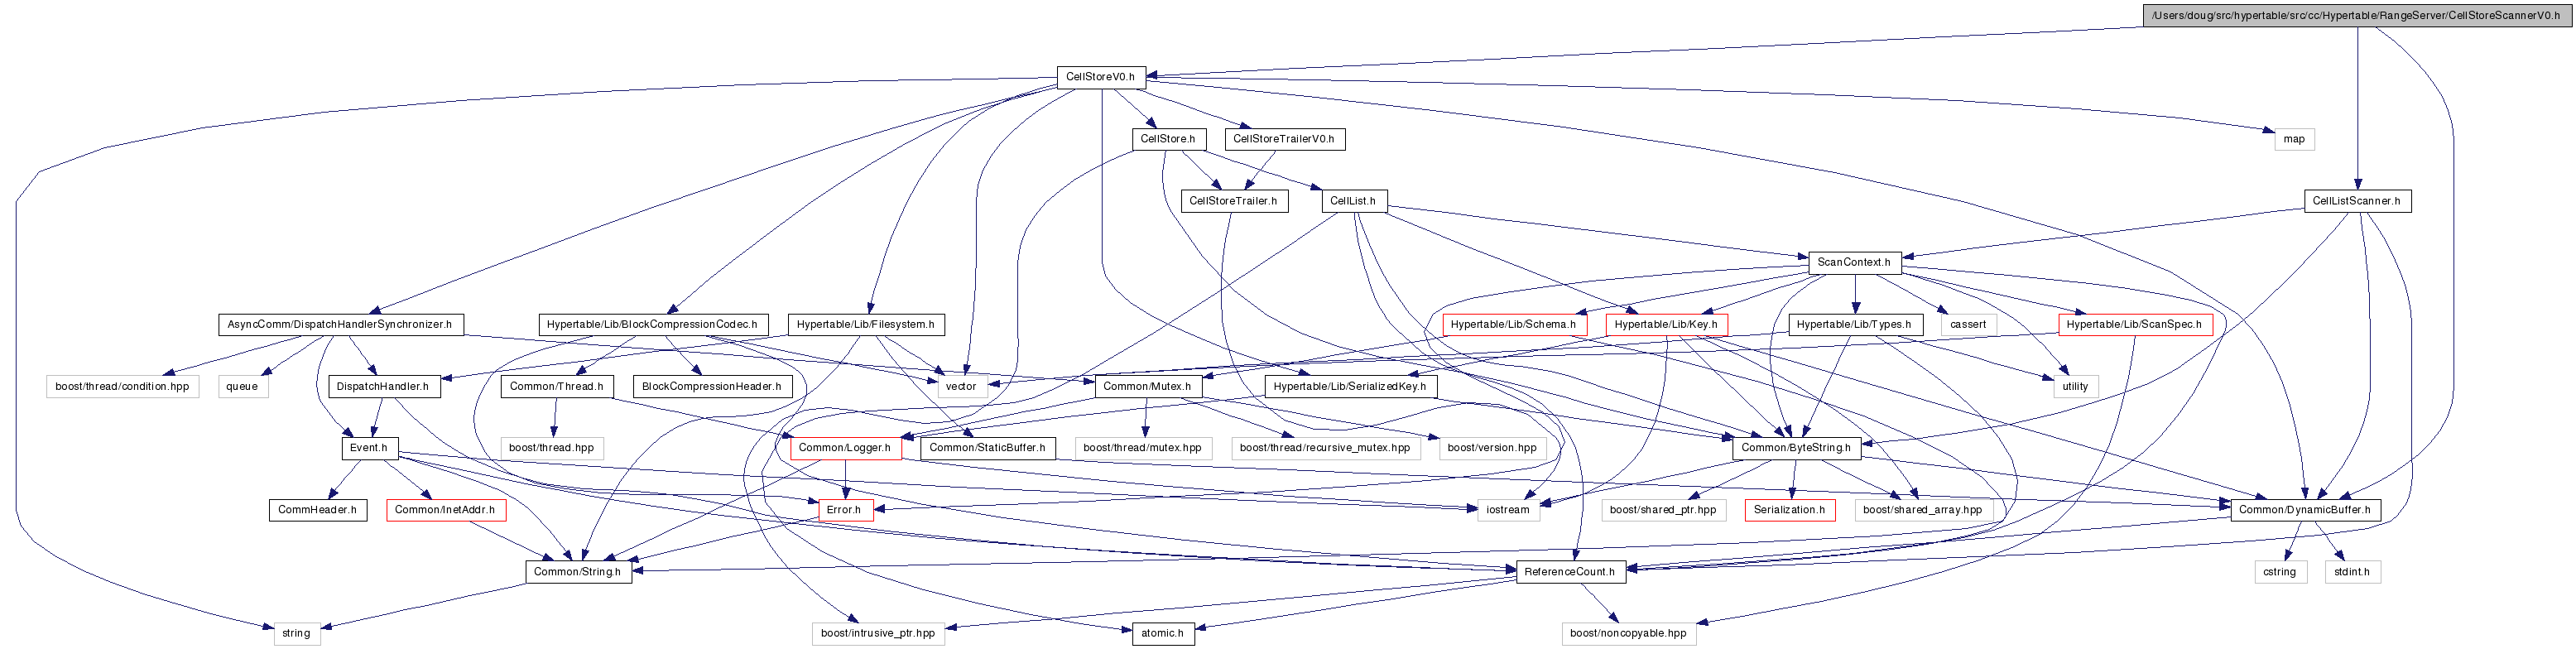 /Users/doug/src/hypertable/src/cc/Hypertable/RangeServer/CellStoreScannerV0.h
CellStoreV0.h
CellStore.h
CellStoreTrailerV0.h
map
CellStoreTrailer.h
CellList.h
CellListScanner.h
ScanContext.h
AsyncComm/DispatchHandlerSynchronizer.h
Hypertable/Lib/BlockCompressionCodec.h
Hypertable/Lib/Filesystem.h
Hypertable/Lib/Schema.h
Hypertable/Lib/Key.h
Hypertable/Lib/Types.h
cassert
Hypertable/Lib/ScanSpec.h
boost/thread/condition.hpp
queue
DispatchHandler.h
Common/Thread.h
BlockCompressionHeader.h
vector
Common/Mutex.h
Hypertable/Lib/SerializedKey.h
utility
Event.h
boost/thread.hpp
Common/Logger.h
Common/StaticBuffer.h
boost/thread/mutex.hpp
boost/thread/recursive_mutex.hpp
boost/version.hpp
Common/ByteString.h
CommHeader.h
Common/InetAddr.h
Error.h
iostream
boost/shared_ptr.hpp
Serialization.h
boost/shared_array.hpp
Common/DynamicBuffer.h
Common/String.h
ReferenceCount.h
cstring
stdint.h
string
boost/intrusive_ptr.hpp
atomic.h
boost/noncopyable.hpp